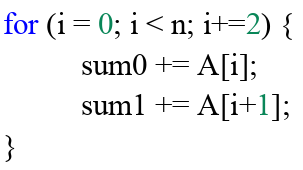 for (i = 0; i < n; i+=2) {
sum0 += A[i];
sum1 += A[i+1];
}